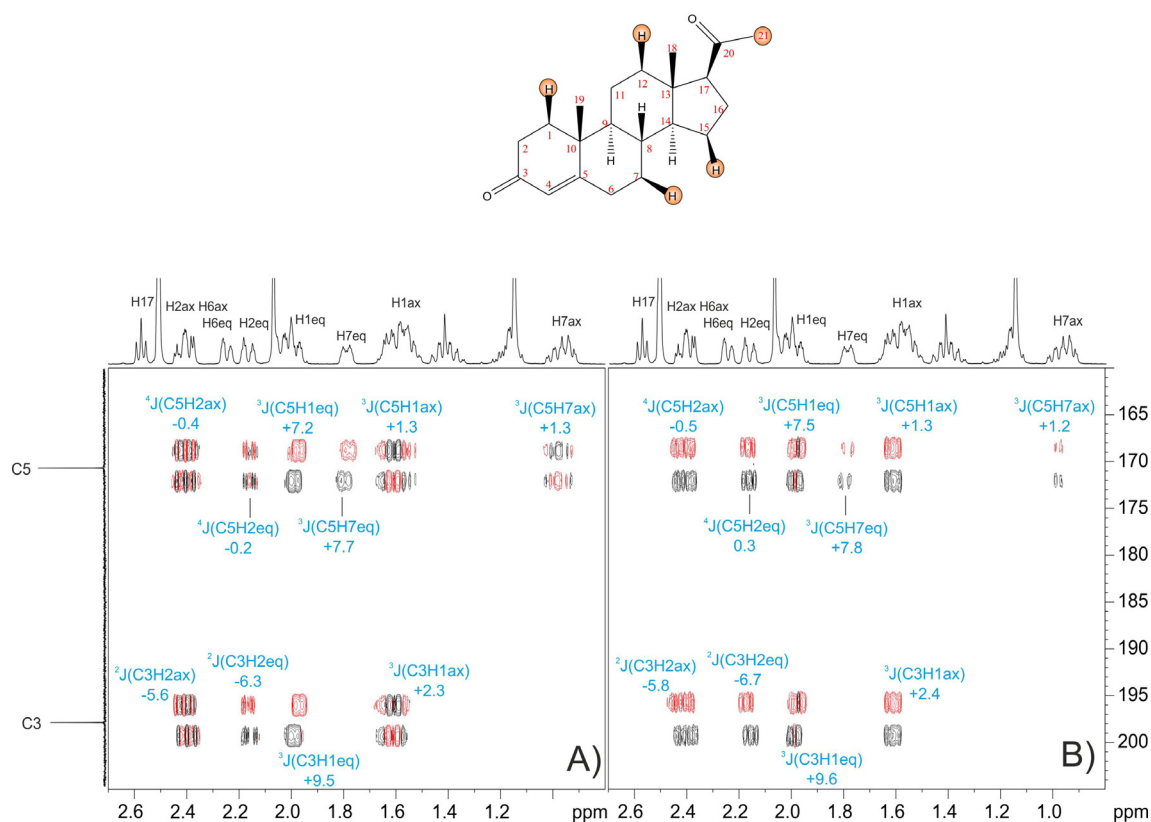 O
21
H
18
20
H
12
17
11
13
19
16
H
1
9
14
15
2
10
8
H
H
H
3
5
7
O
4
6
H
H17
H2ax
H6ax
H6eq
H2eq
H1eq
H7eq
H1ax
H7ax
H17
H2ax
H6ax
H6eq
H2eq
H1eq
H7eq
H1ax
H7ax
⁴J(C5H2ax)
-0.4
³J(C5H1eq)
+7.2
³J(C5H1ax)
+1.3
³J(C5H7ax)
+1.3
⁴J(C5H2eq)
-0.2
³J(C5H7eq)
+7.7
²J(C3H2ax)
-5.6
²J(C3H2eq)
-6.3
³J(C3H1ax)
+2.3
³J(C3H1eq)
+9.5
A)
⁴J(C5H2ax)
-0.5
³J(C5H1eq)
+7.5
³J(C5H1ax)
+1.3
³J(C5H7ax)
+1.2
⁴J(C5H2eq)
0.3
³J(C5H7eq)
+7.8
²J(C3H2ax)
-5.8
²J(C3H2eq)
-6.7
³J(C3H1ax)
+2.4
³J(C3H1eq)
+9.6
B)
C5
C3
165
170
175
180
185
190
195
200
2.6 2.4 2.2 2.0 1.8 1.6 1.4 1.2 1.0 ppm
2.6 2.4 2.2 2.0 1.8 1.6 1.4 1.2 1.0 ppm